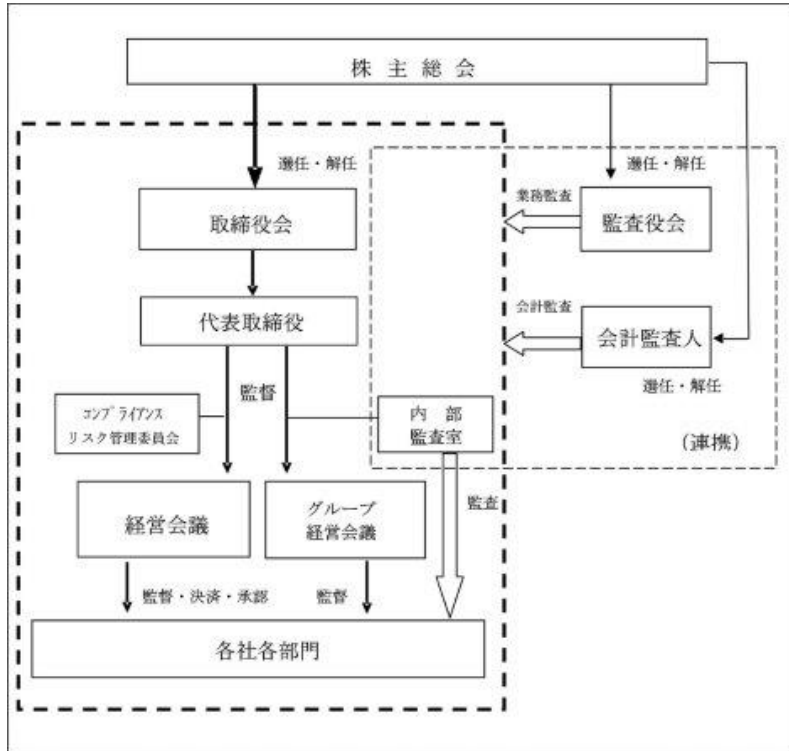 株主総会
選任・解任
選任・解任
業務監査
取締役会
監査役会
会計監査
代表取締役
会計監査人
監督
選任・解任
コンプライアンス
リスク管理委員会
内部
監査室
(連携)
監査
経営会議
グループ
経営会議
監督・決済・承認
監督
各社各部門